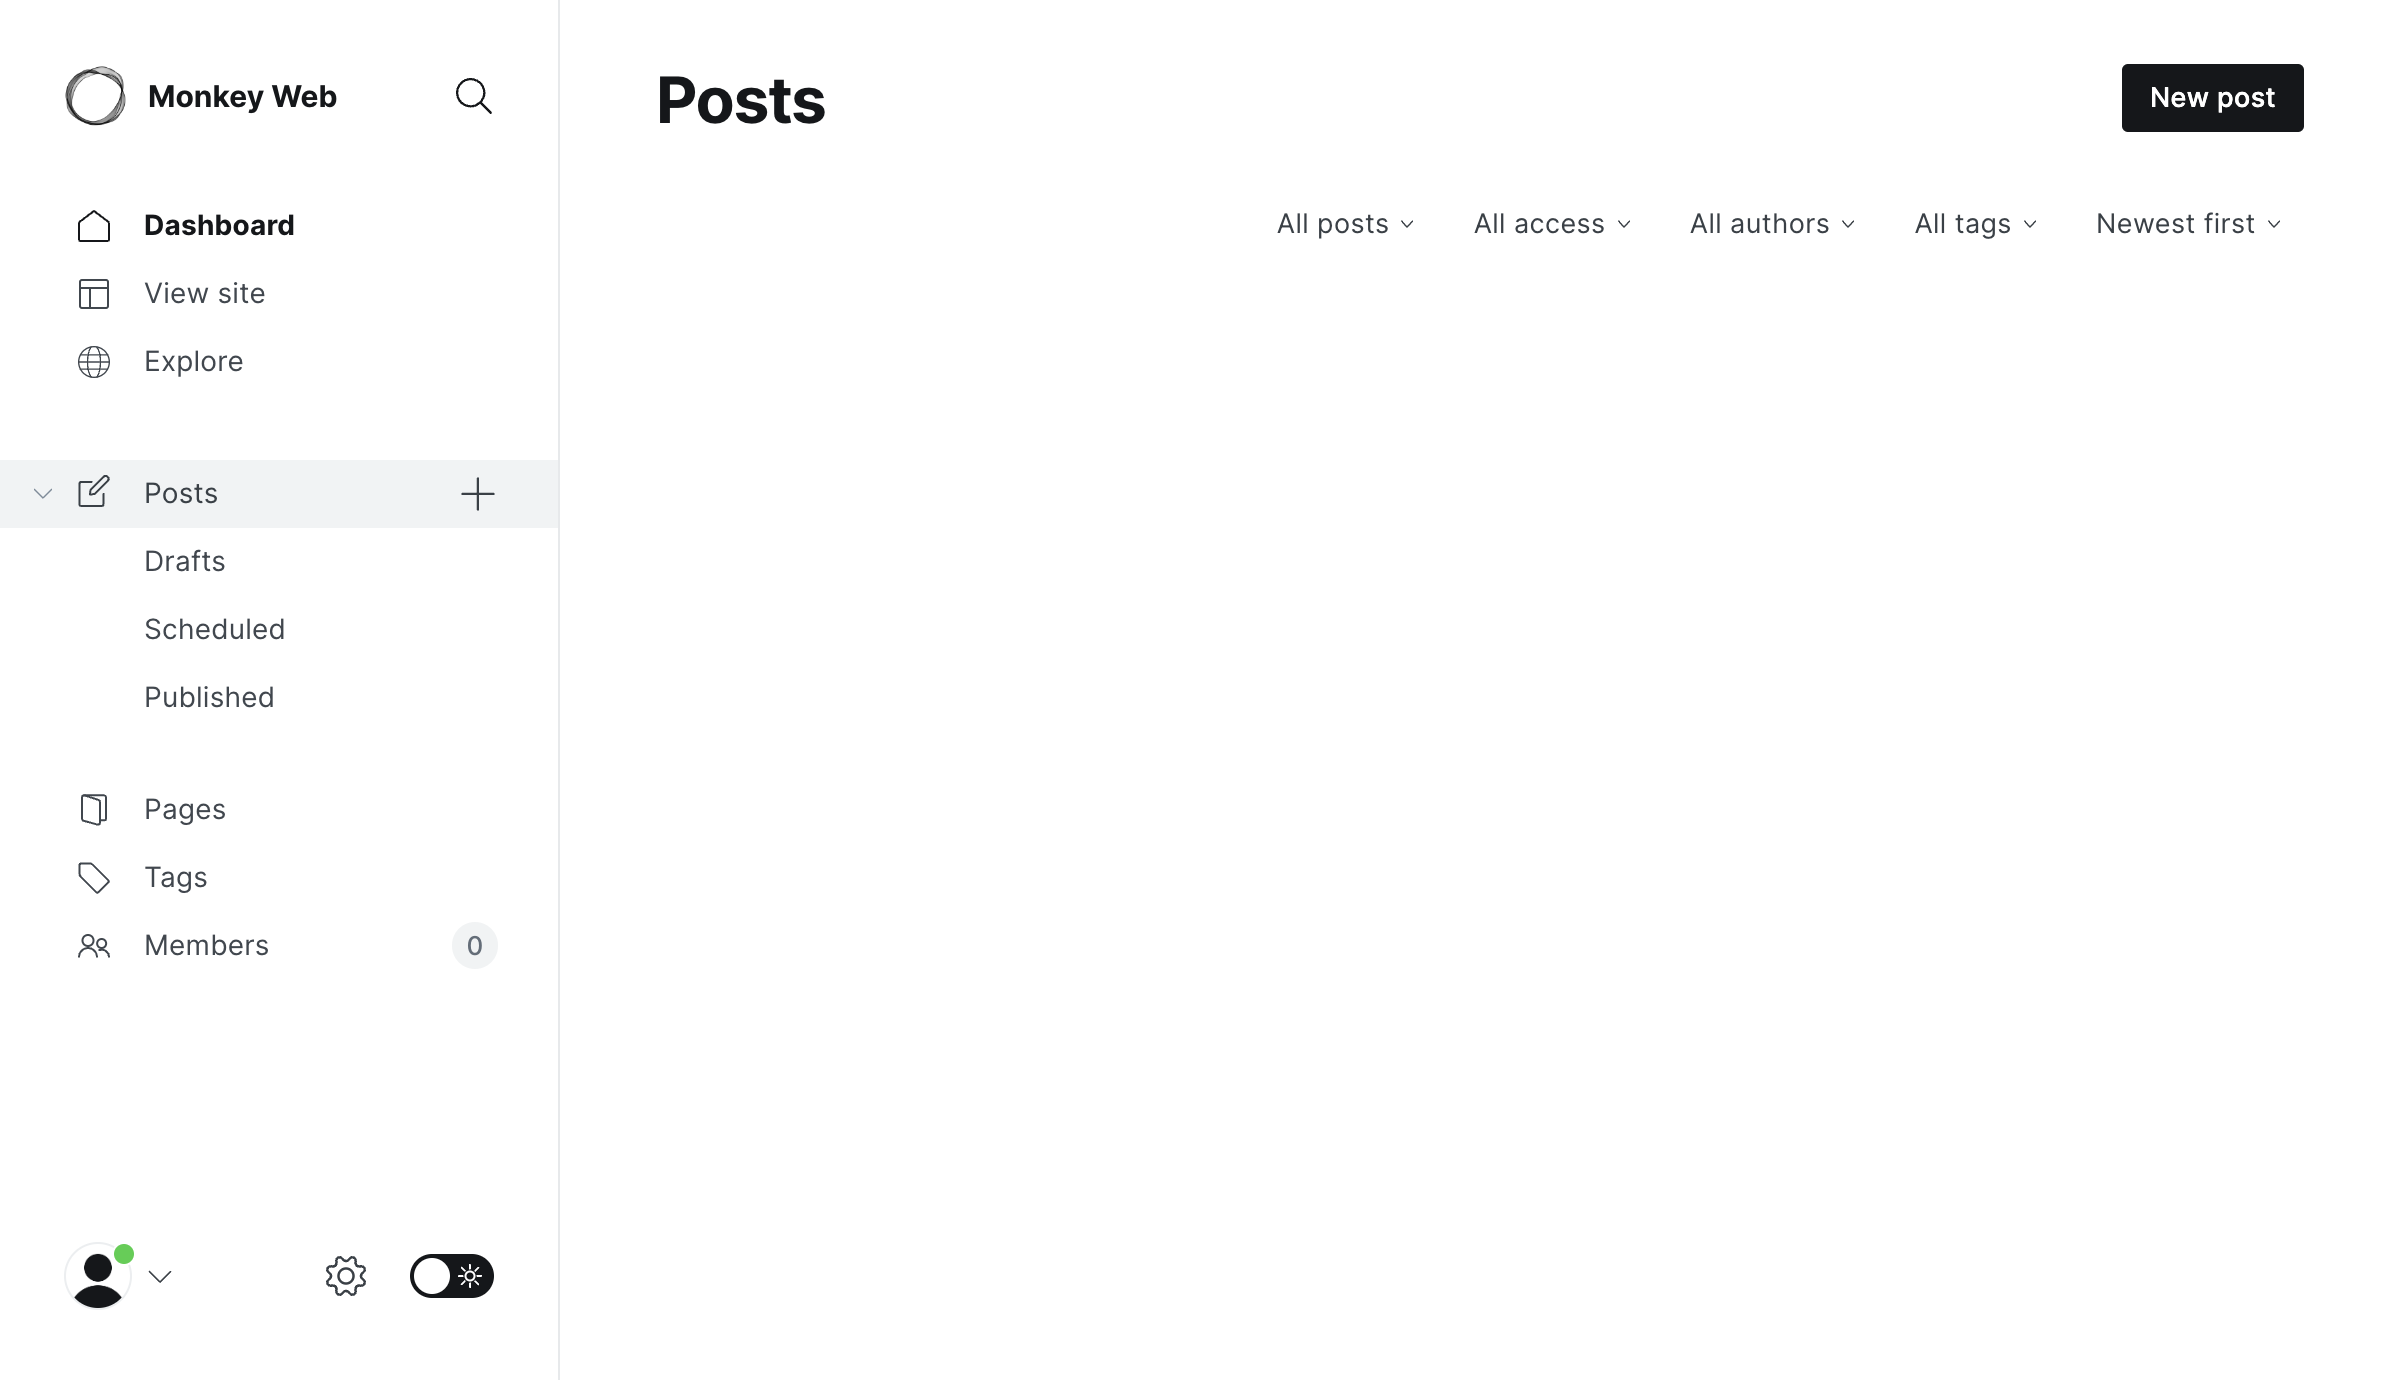 Monkey Web
Dashboard
View site
Explore
Posts
Drafts
Scheduled
Published
Pages
Tags
Members 0
Posts
New post
All posts All access All authors All tags Newest first